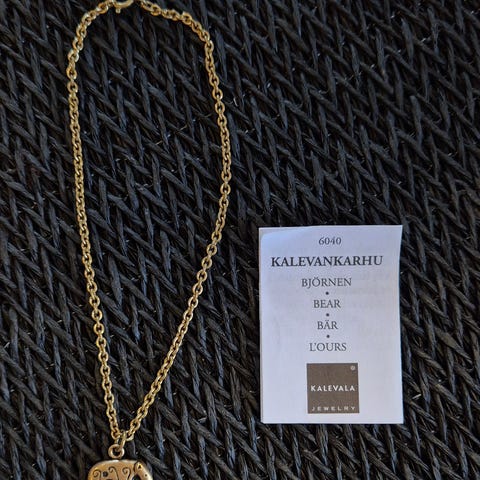 6040
KALEVANKARHU
BJÖRNEN
•
BEAR
•
BÄR
•
L'OURS
KALEVALA
JEWELRY